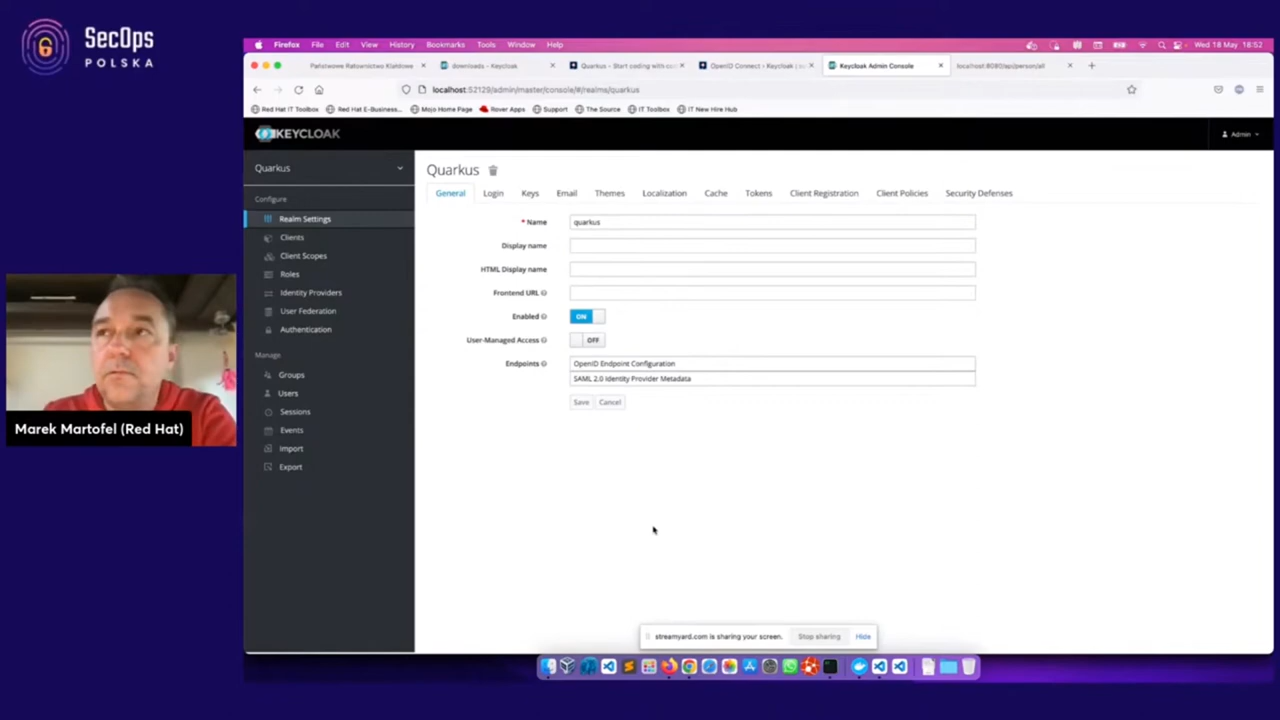 SecOps
POLSKA
Firefox File Edit View History Bookmarks Tools Window Help
Wed 18 May 18:52
Państwowe Ratownictwo Kłodowe
downloads - Keycloak
Quarkus - Start coding with co
OpenID Connect - Keycloak
Keycloak Admin Console
localhost:8080/api/person/all
localhost:52129/admin/master/console/#/realms/quarkus
Red Hat IT Toolbox Red Hat E-Business... Mojo Home Page Rover Apps Support The Source IT Toolbox IT New Hire Hub
KEYCLOAK
Admin
Quarkus
Configure
Realm Settings
Clients
Client Scopes
Roles
Identity Providers
User Federation
Authentication
Manage
Groups
Users
Sessions
Events
Import
Export
Quarkus
General Login Keys Email Themes Localization Cache Tokens Client Registration Client Policies Security Defenses
* Name quarkus
Display name
HTML Display name
Frontend URL
Enabled ON
User-Managed Access OFF
Endpoints OpenID Endpoint Configuration
SAML 2.0 Identity Provider Metadata
Save Cancel
Marek Martofel (Red Hat)
streamyard.com is sharing your screen. Stop sharing Hide